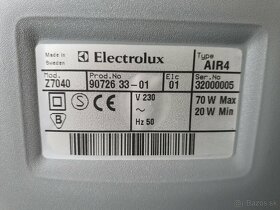 Made in
Sweden
Electrolux
Type
AIR4
Mod.
Z7040
Prod.No
90726 33-01
Elc
01
Ser.No
32000005
S
V 230
~
Hz 50
70 W Max
20 W Min
B
bazos.sk